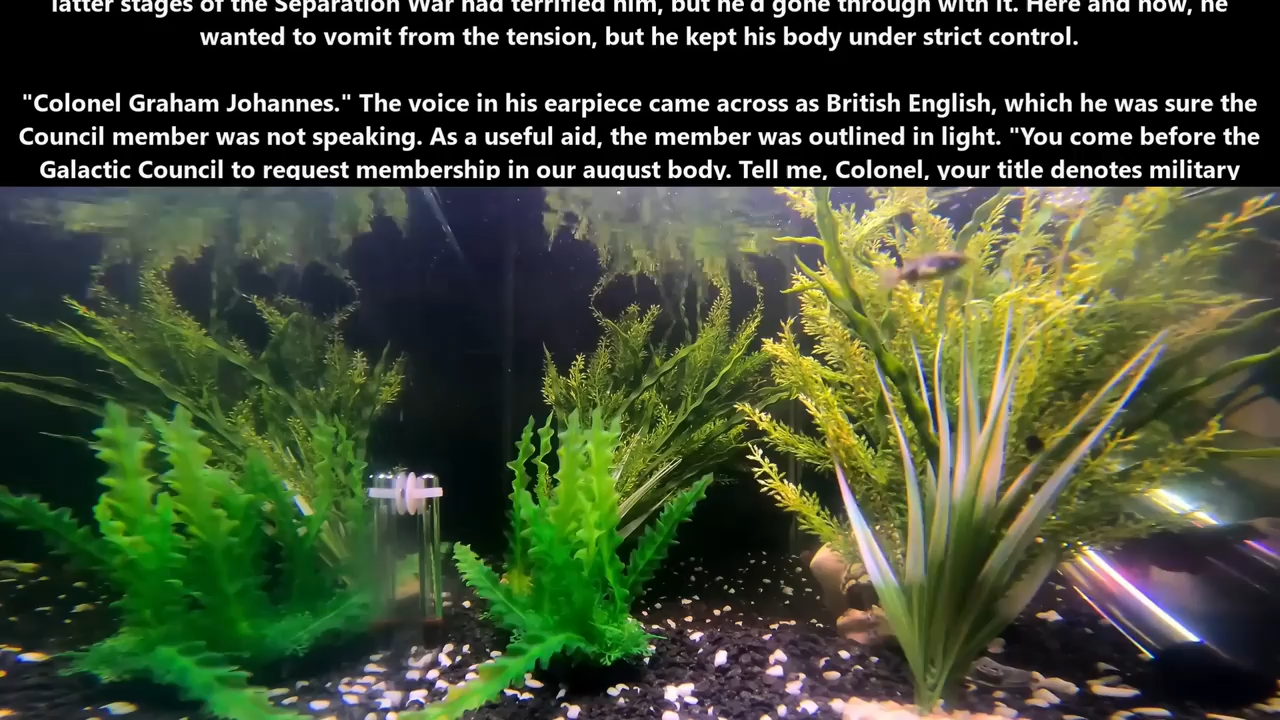 latter stages of the Separation War had terrified him, but he'd gone through with it. Here and now, he
wanted to vomit from the tension, but he kept his body under strict control.
"Colonel Graham Johannes." The voice in his earpiece came across as British English, which he was sure the
Council member was not speaking. As a useful aid, the member was outlined in light. "You come before the
Galactic Council to request membership in our august body. Tell me, Colonel, your title denotes military